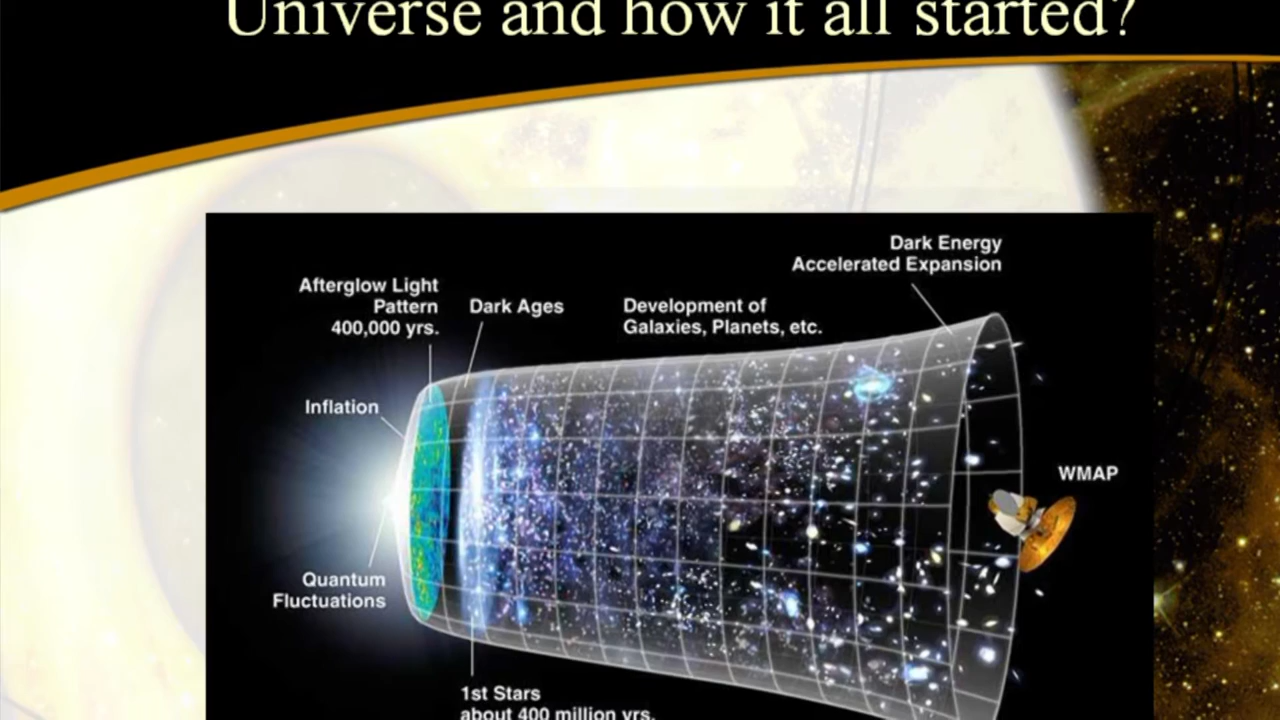 Universe and how it all started?
Dark Energy
Accelerated Expansion
Afterglow Light
Pattern
400,000 yrs.
Dark Ages
Development of
Galaxies, Planets, etc.
Inflation
WMAP
Quantum
Fluctuations
1st Stars
about 400 million yrs.